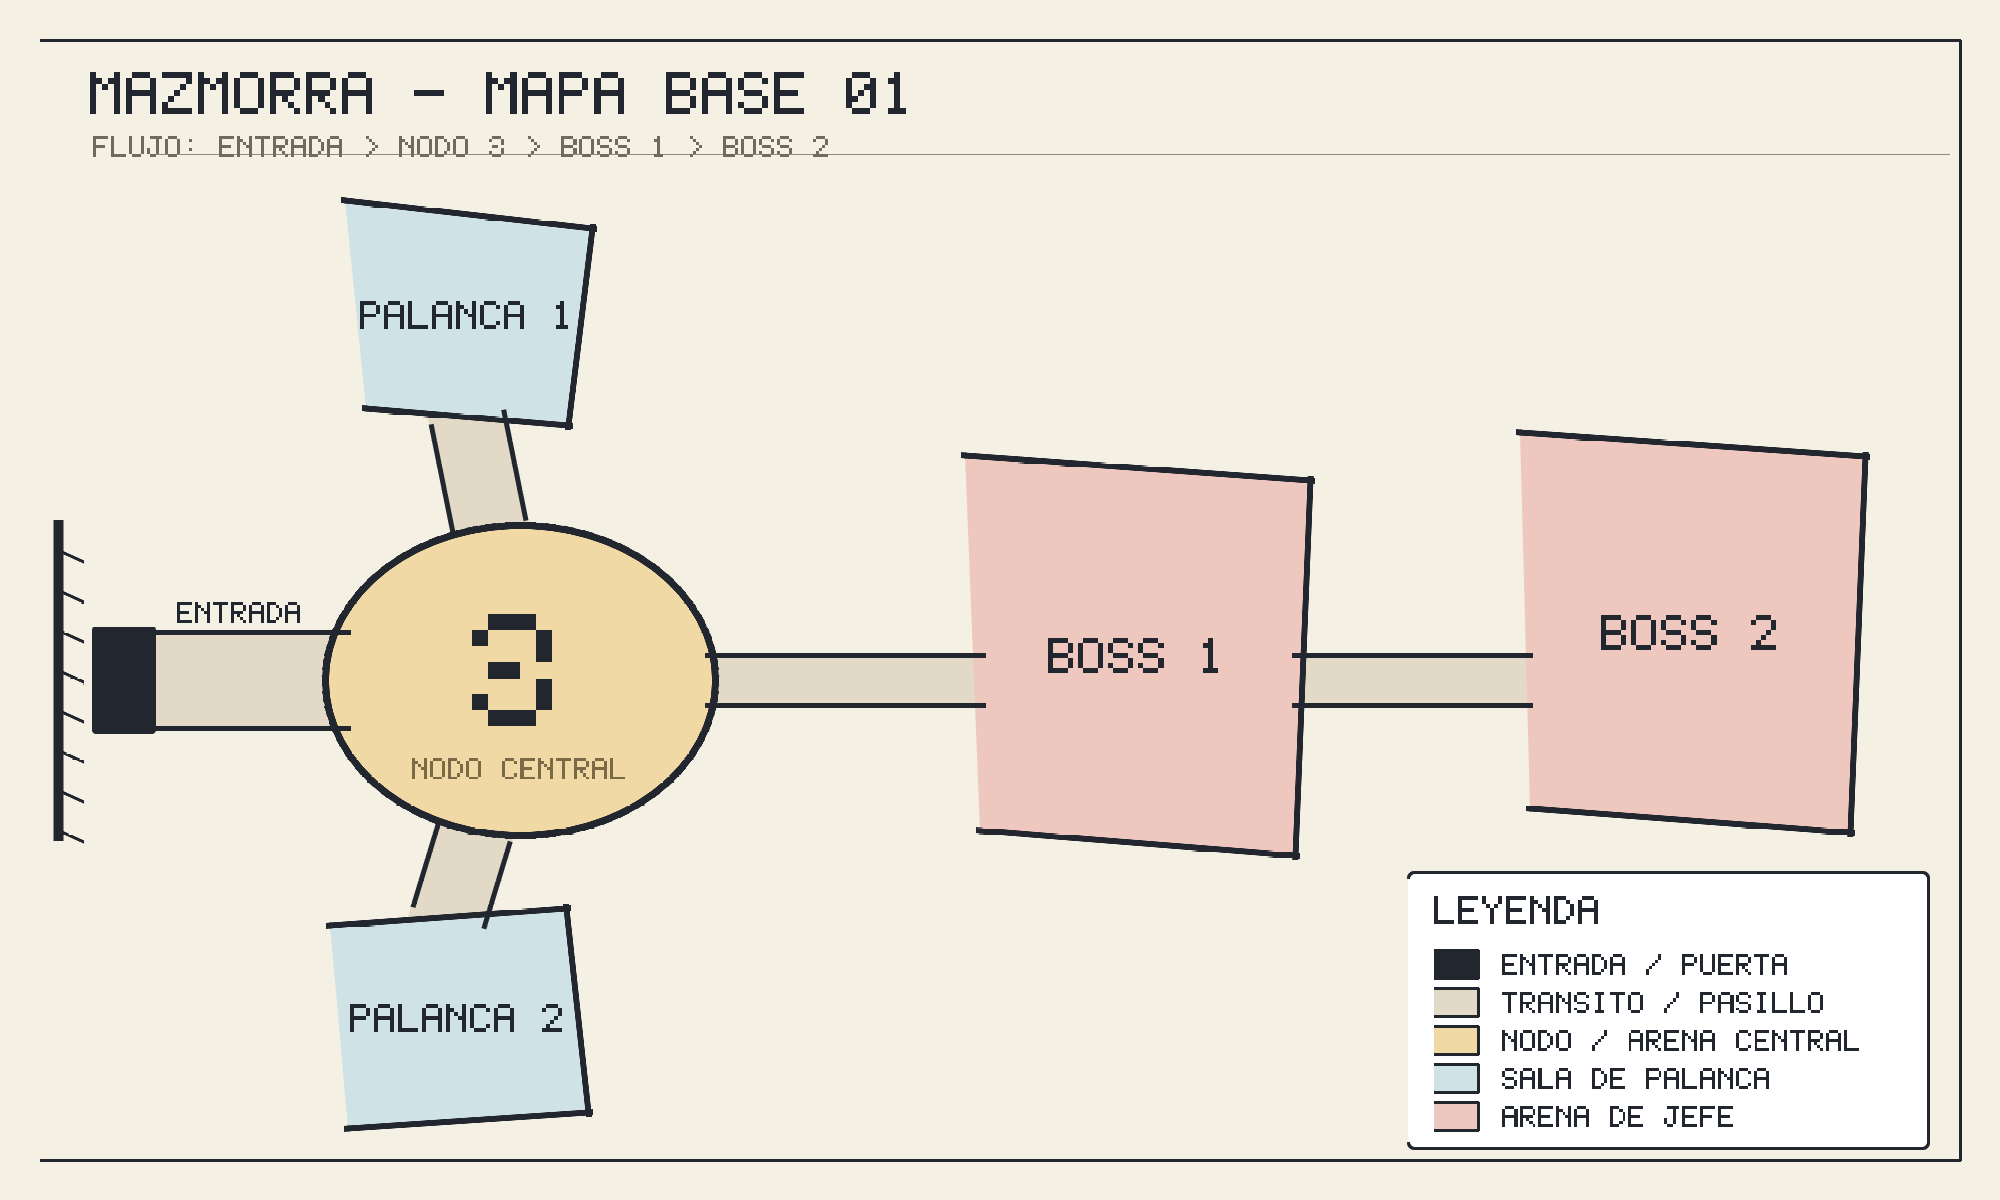 MAZMORRA - MAPA BASE 01
FLUJO: ENTRADA > NODO 3 > BOSS 1 > BOSS 2
PALANCA 1
ENTRADA
3
NODO CENTRAL
BOSS 1
BOSS 2
PALANCA 2
LEYENDA
ENTRADA / PUERTA
TRANSITO / PASILLO
NODO / ARENA CENTRAL
SALA DE PALANCA
ARENA DE JEFE